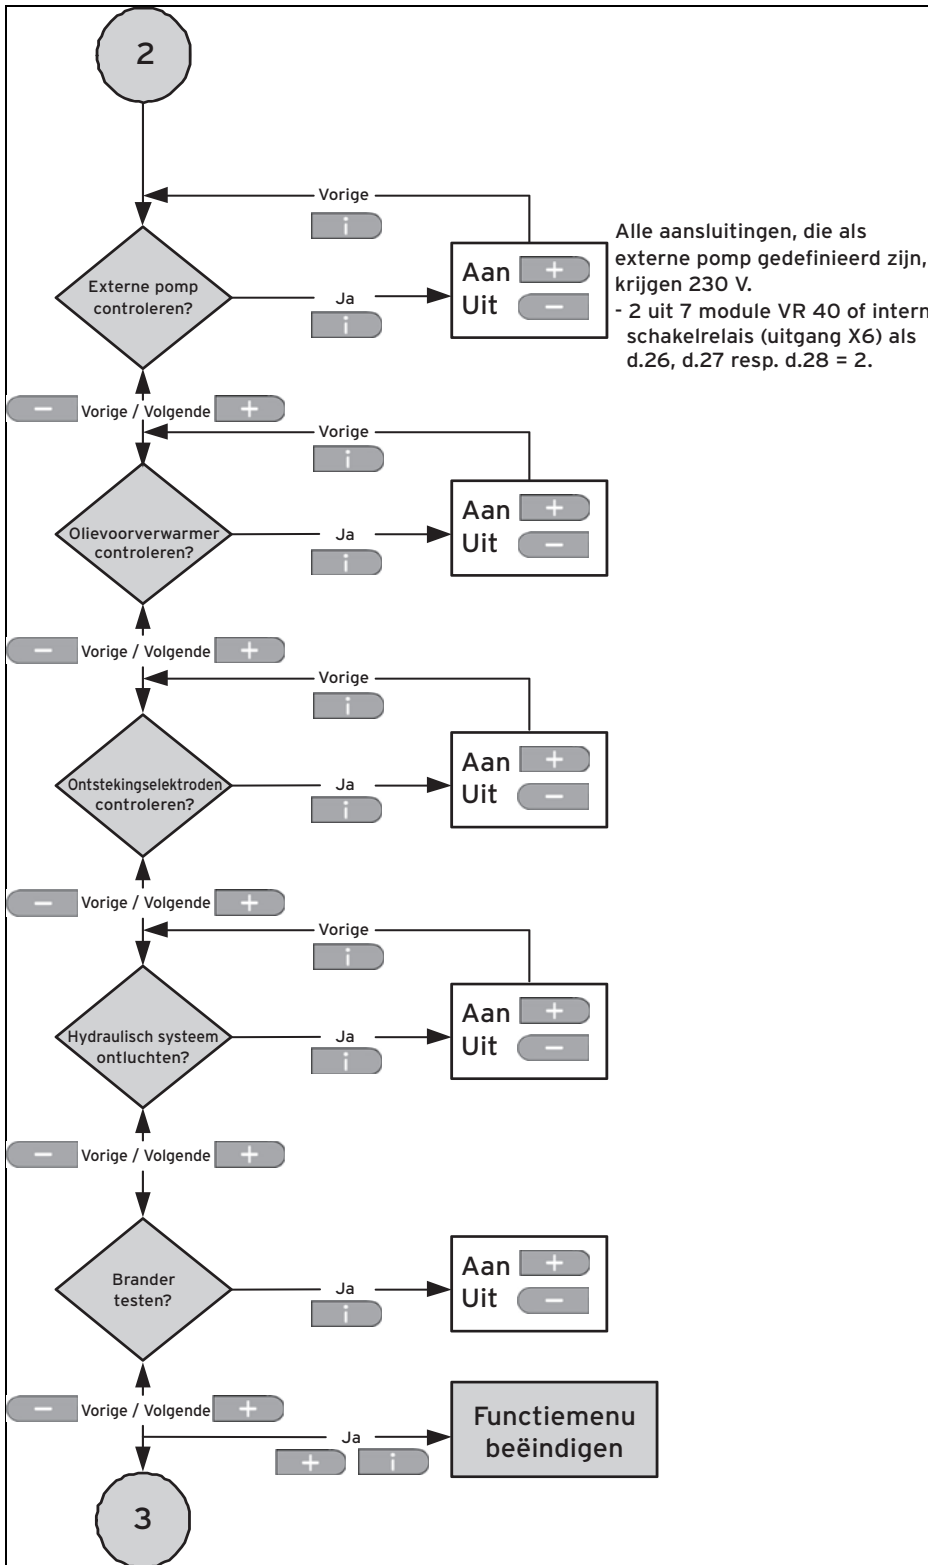 2
Vorige
i
Externe pomp
controleren?
Ja
i
Aan +
Uit −
Alle aansluitingen, die als
externe pomp gedefinieerd zijn,
krijgen 230 V.
- 2 uit 7 module VR 40 of intern
schakelrelais (uitgang X6) als
d.26, d.27 resp. d.28 = 2.
− Vorige / Volgende +
Vorige
i
Olievoorverwarmer
controleren?
Ja
i
Aan +
Uit −
− Vorige / Volgende +
Vorige
i
Ontstekingselektroden
controleren?
Ja
i
Aan +
Uit −
− Vorige / Volgende +
Vorige
i
Hydraulisch systeem
ontluchten?
Ja
i
Aan +
Uit −
− Vorige / Volgende +
Brander
testen?
Ja
i
Aan +
Uit −
− Vorige / Volgende +
Ja
+ i
Functiemenu
beëindigen
3